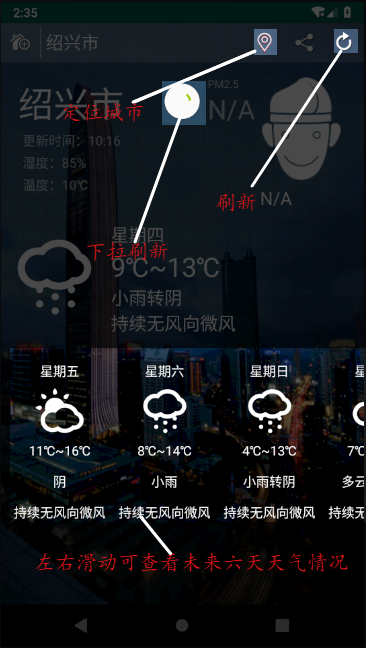 2:35
绍兴市
PM2.5
绍兴市
定位城市
N/A
更新时间：10:16
湿度：85%
温度：10℃
刷新
N/A
星期四
下拉刷新
9℃~13℃
小雨转阴
持续无风向微风
星期五 星期六 星期日 星
11℃~16℃ 8℃~14℃ 4℃~13℃ 7℃
阴 小雨 小雨转阴 多云
持续无风向微风 持续无风向微风 持续无风向微风 持续无
左右滑动可查看未来六天天气情况